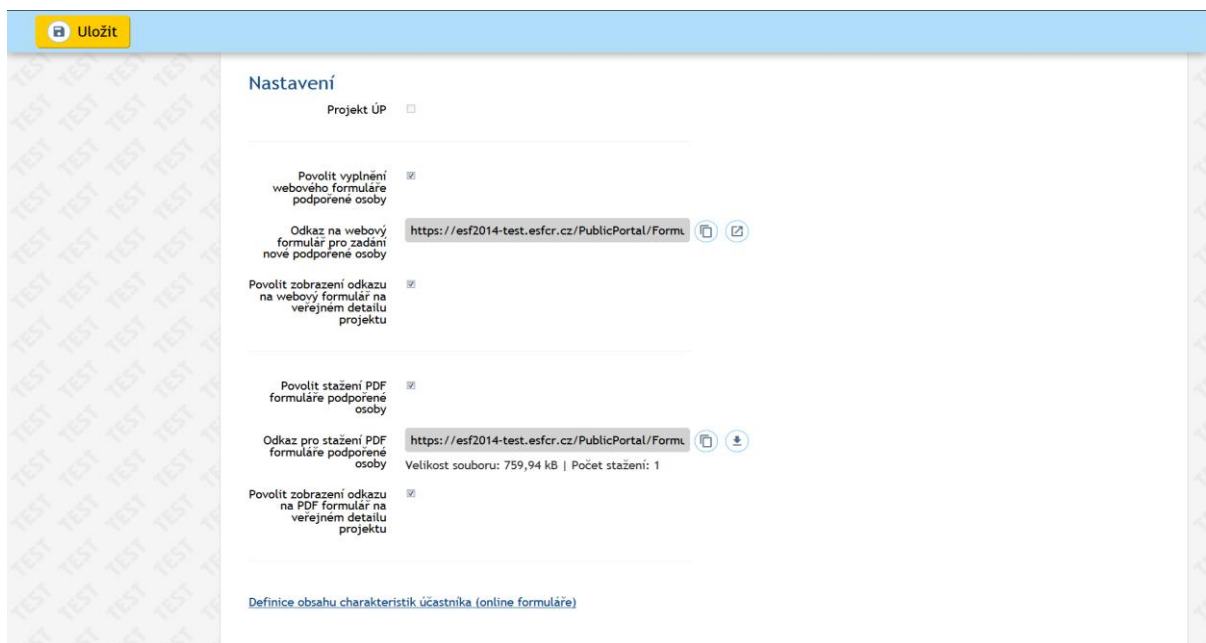 Uložit
Nastavení
Projekt ÚP
Povolit vyplnění
webového formuláře
podpořené osoby
Odkaz na webový
formulář pro zadání
nové podpořené osoby
https://esf2014-test.esfcr.cz/PublicPortal/Formu
Povolit zobrazení odkazu
na webový formulář na
veřejném detailu
projektu
Povolit stažení PDF
formuláře podpořené
osoby
Odkaz pro stažení PDF
formuláře podpořené
osoby
https://esf2014-test.esfcr.cz/PublicPortal/Formu
Velikost souboru: 759,94 kB | Počet stažení: 1
Povolit zobrazení odkazu
na PDF formulář na
veřejném detailu
projektu
Definice obsahu charakteristik účastníka (online formuláře)
TEST